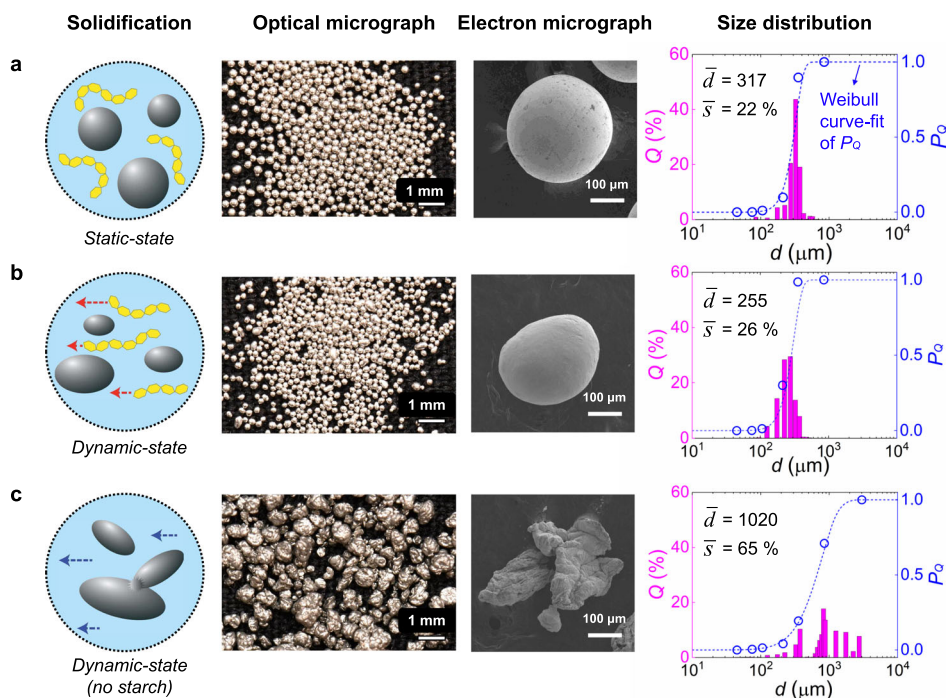 Solidification Optical micrograph Electron micrograph Size distribution
a
Static-state
1 mm
100 µm
60
40
20
0
Q (%)
d̅ = 317
s̅ = 22 %
Weibull
curve-fit
of P_Q
1.0
0.5
0.0
P_Q
10¹ 10² 10³ 10⁴
d (µm)
b
Dynamic-state
1 mm
100 µm
60
40
20
0
Q (%)
d̅ = 255
s̅ = 26 %
1.0
0.5
0.0
P_Q
10¹ 10² 10³ 10⁴
d (µm)
c
Dynamic-state
(no starch)
1 mm
100 µm
60
40
20
0
Q (%)
d̅ = 1020
s̅ = 65 %
1.0
0.5
0.0
P_Q
10¹ 10² 10³ 10⁴
d (µm)